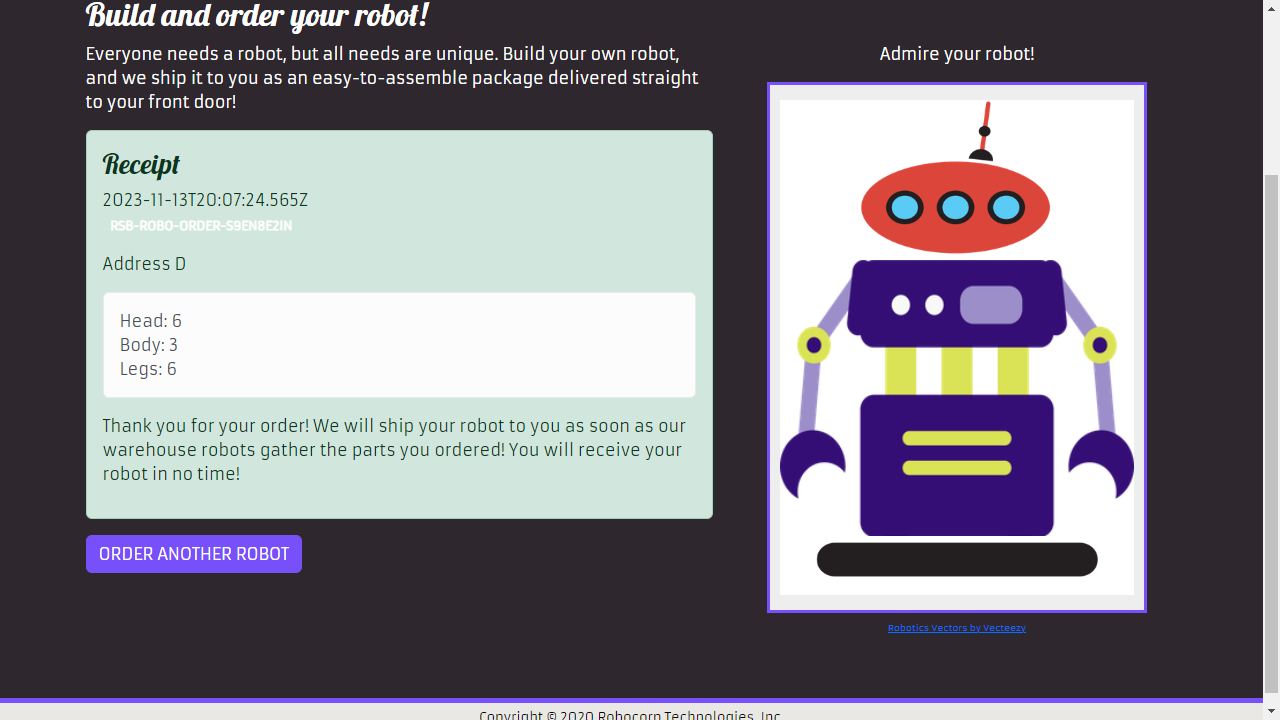 Build and order your robot!
Everyone needs a robot, but all needs are unique. Build your own robot,
and we ship it to you as an easy-to-assemble package delivered straight
to your front door!
Receipt
2023-11-13T20:07:24.565Z
RSB-ROBO-ORDER-S9EN8E2IN
Address D
Head: 6
Body: 3
Legs: 6
Thank you for your order! We will ship your robot to you as soon as our
warehouse robots gather the parts you ordered! You will receive your
robot in no time!
ORDER ANOTHER ROBOT
Admire your robot!
Robotics Vectors by Vecteezy
Copyright © 2020 Robocorp Technologies, Inc.